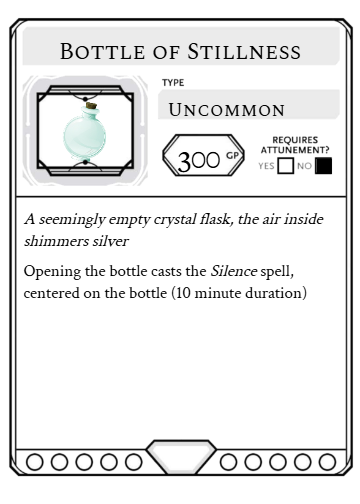 Bottle of Stillness
TYPE
Uncommon
300 GP
REQUIRES
ATTUNEMENT?
YES NO
A seemingly empty crystal flask, the air inside
shimmers silver
Opening the bottle casts the Silence spell,
centered on the bottle (10 minute duration)